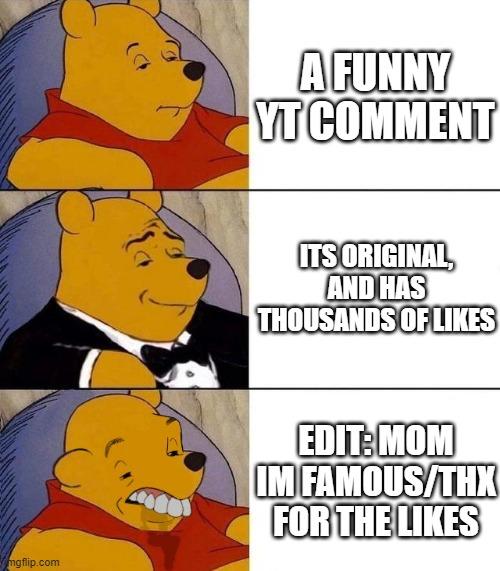 A FUNNY
YT COMMENT
ITS ORIGINAL,
AND HAS
THOUSANDS OF LIKES
EDIT: MOM
IM FAMOUS/THX
FOR THE LIKES
imgflip.com